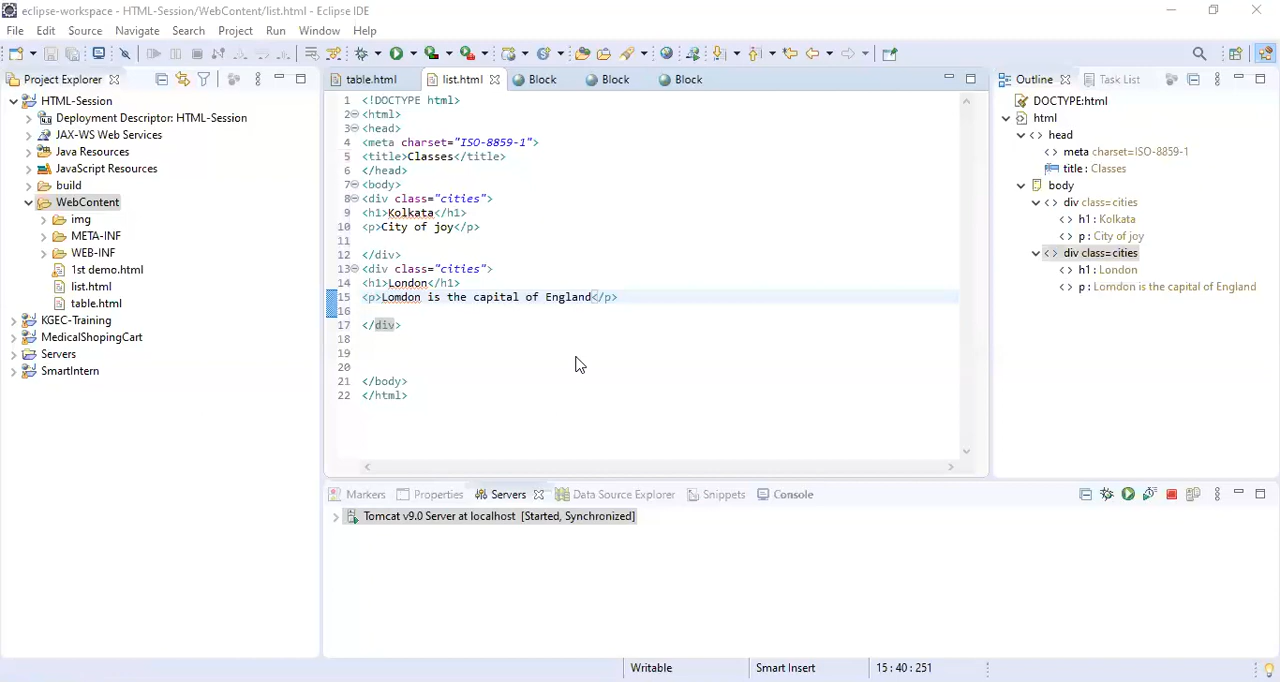 eclipse-workspace - HTML-Session/WebContent/list.html - Eclipse IDE
File Edit Source Navigate Search Project Run Window Help
Project Explorer
HTML-Session
Deployment Descriptor: HTML-Session
JAX-WS Web Services
Java Resources
JavaScript Resources
build
WebContent
img
META-INF
WEB-INF
1st demo.html
list.html
table.html
KGEC-Training
MedicalShopingCart
Servers
SmartIntern
table.html list.html Block Block Block
1 <!DOCTYPE html>
2 <html>
3 <head>
4 <meta charset="ISO-8859-1">
5 <title>Classes</title>
6 </head>
7 <body>
8 <div class="cities">
9 <h1>Kolkata</h1>
10 <p>City of joy</p>
11
12 </div>
13 <div class="cities">
14 <h1>London</h1>
15 <p>Lomdon is the capital of England</p>
16
17 </div>
18
19
20
21 </body>
22 </html>
Outline Task List
DOCTYPE:html
html
head
meta charset=ISO-8859-1
title : Classes
body
div class=cities
h1 : Kolkata
p : City of joy
div class=cities
h1 : London
p : Lomdon is the capital of England
Markers Properties Servers Data Source Explorer Snippets Console
Tomcat v9.0 Server at localhost [Started, Synchronized]
Writable Smart Insert 15 : 40 : 251